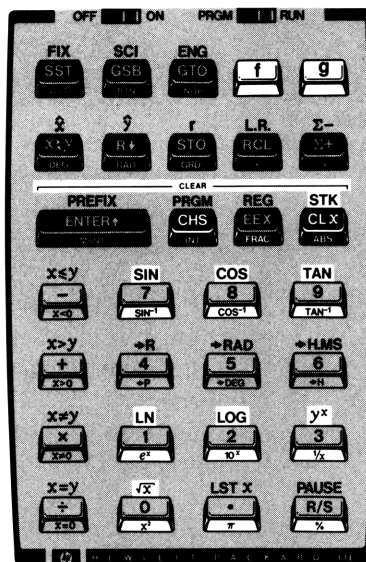 OFF ON PRGM RUN
FIX SCI ENG
SST GSB GTO f g
RTN
x̂ ŷ r L.R. Σ−
x≷y R↓ STO RCL Σ+
DEG RAD GRD
CLEAR
PREFIX PRGM REG STK
ENTER↑ CHS EEX CLX
MANT INT FRAC ABS
x≤y SIN COS TAN
− 7 8 9
x<0 SIN⁻¹ COS⁻¹ TAN⁻¹
x>y →R →RAD →H.MS
+ 4 5 6
x>0 →P →DEG →H
x≠y LN LOG yˣ
× 1 2 3
x≠0 eˣ 10ˣ 1/x
x=y √x LST X PAUSE
÷ 0 • R/S
x=0 x² π %
hp HEWLETT·PACKARD